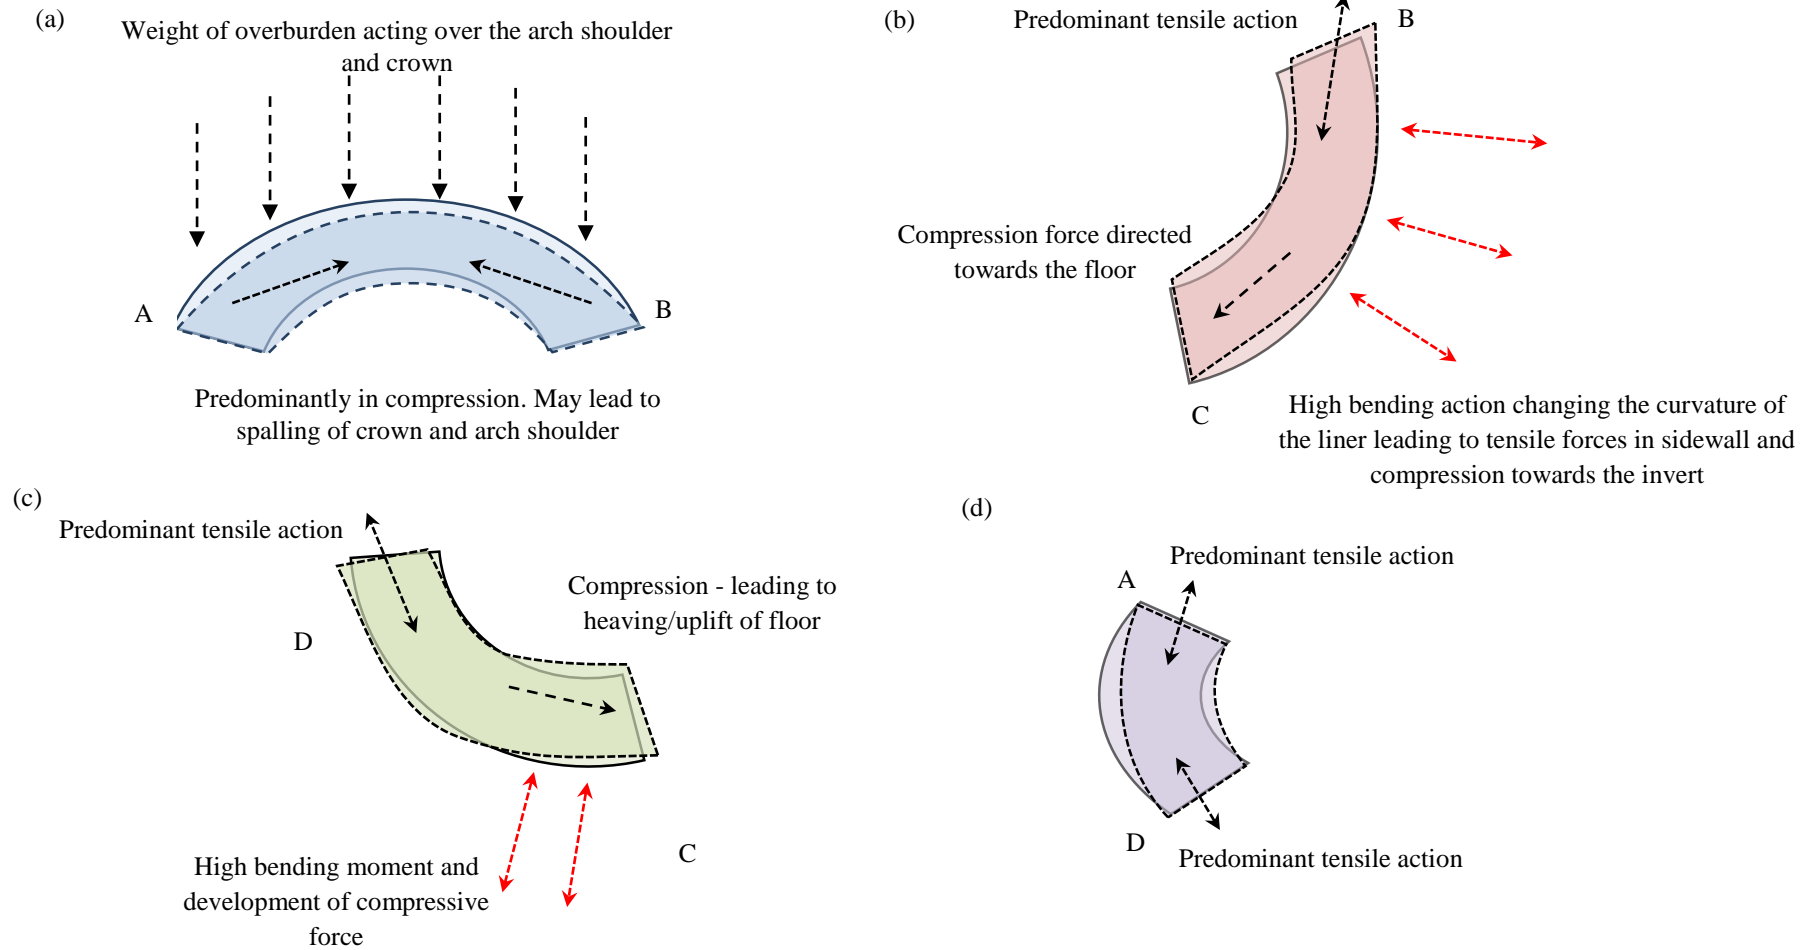 (a)
Weight of overburden acting over the arch shoulder
and crown
A
B
Predominantly in compression. May lead to
spalling of crown and arch shoulder
(b)
Predominant tensile action
B
Compression force directed
towards the floor
C
High bending action changing the curvature of
the liner leading to tensile forces in sidewall and
compression towards the invert
(c)
Predominant tensile action
Compression - leading to
heaving/uplift of floor
D
C
High bending moment and
development of compressive
force
(d)
Predominant tensile action
A
D
Predominant tensile action